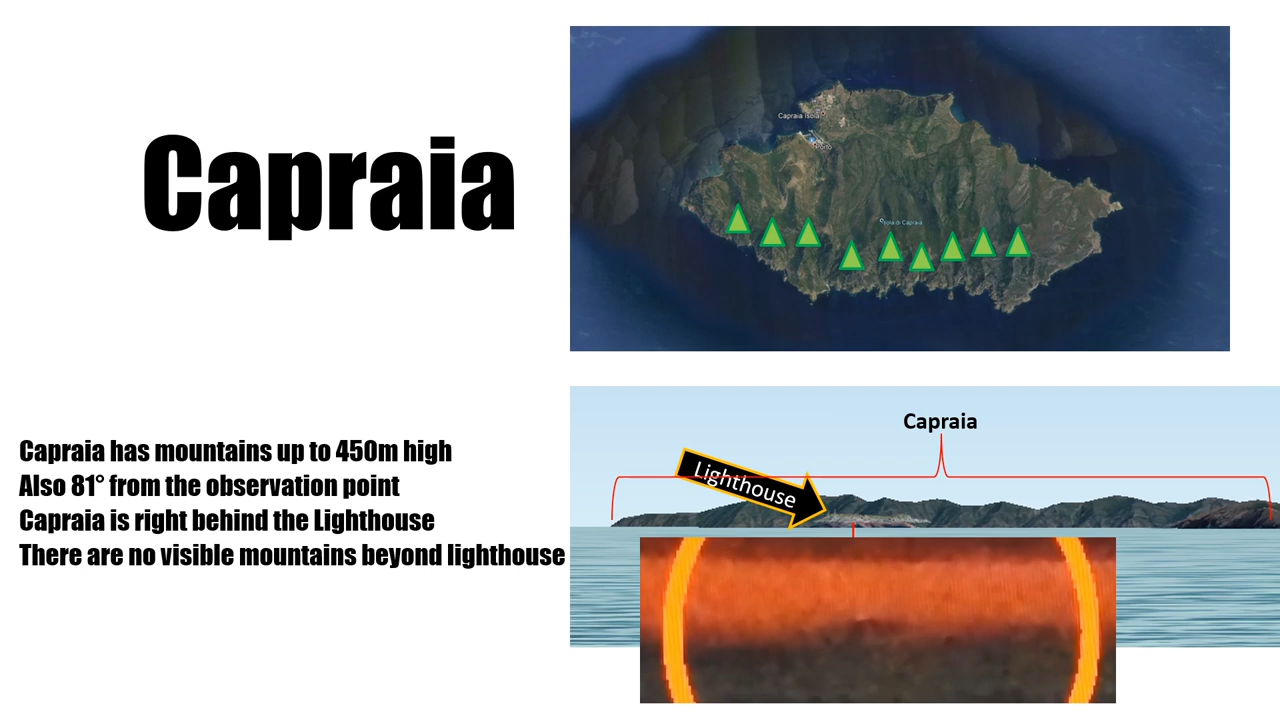 Capraia
Capraia Isola
Porto
Isola di Capraia
Capraia has mountains up to 450m high
Also 81° from the observation point
Capraia is right behind the Lighthouse
There are no visible mountains beyond lighthouse
Capraia
Lighthouse